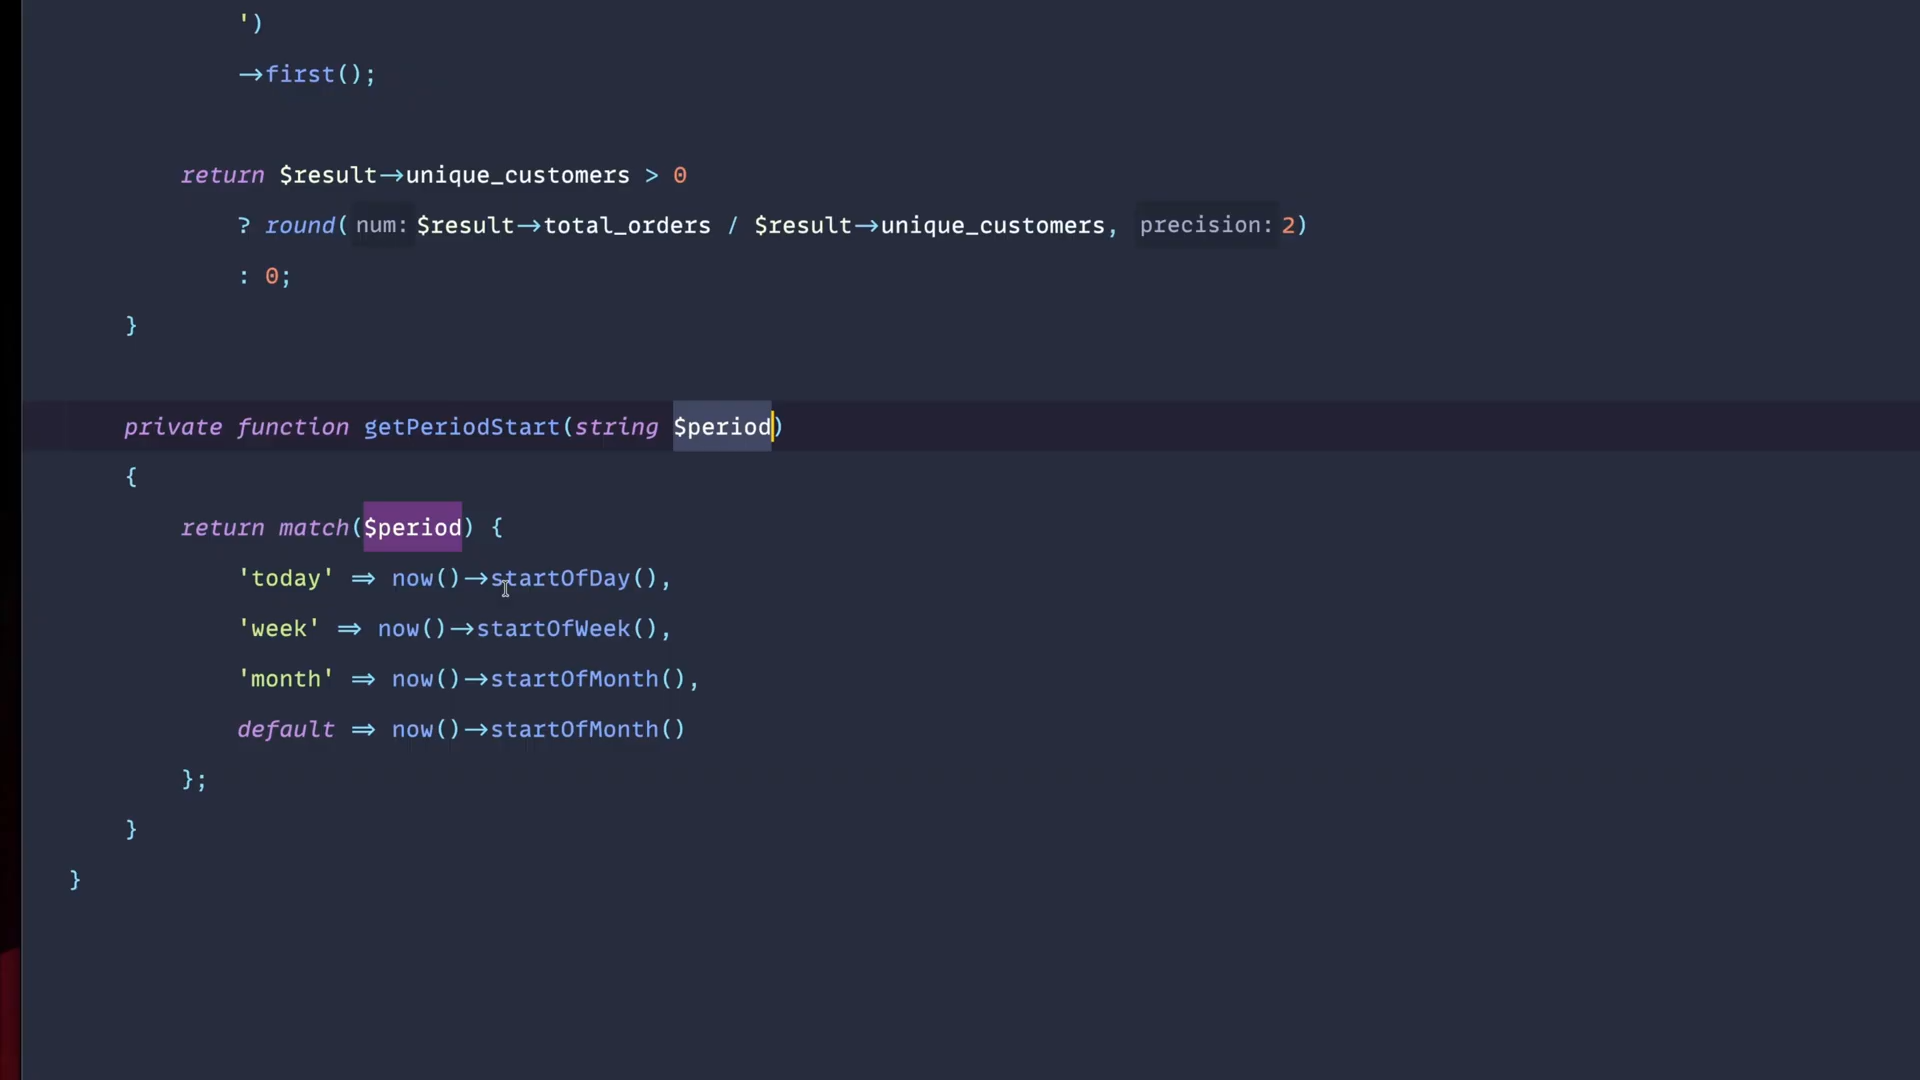 ')
->first();
return $result->unique_customers > 0
? round( num: $result->total_orders / $result->unique_customers, precision: 2)
: 0;
}
private function getPeriodStart(string $period)
{
return match($period) {
'today' => now()->startOfDay(),
'week' => now()->startOfWeek(),
'month' => now()->startOfMonth(),
default => now()->startOfMonth()
};
}
}